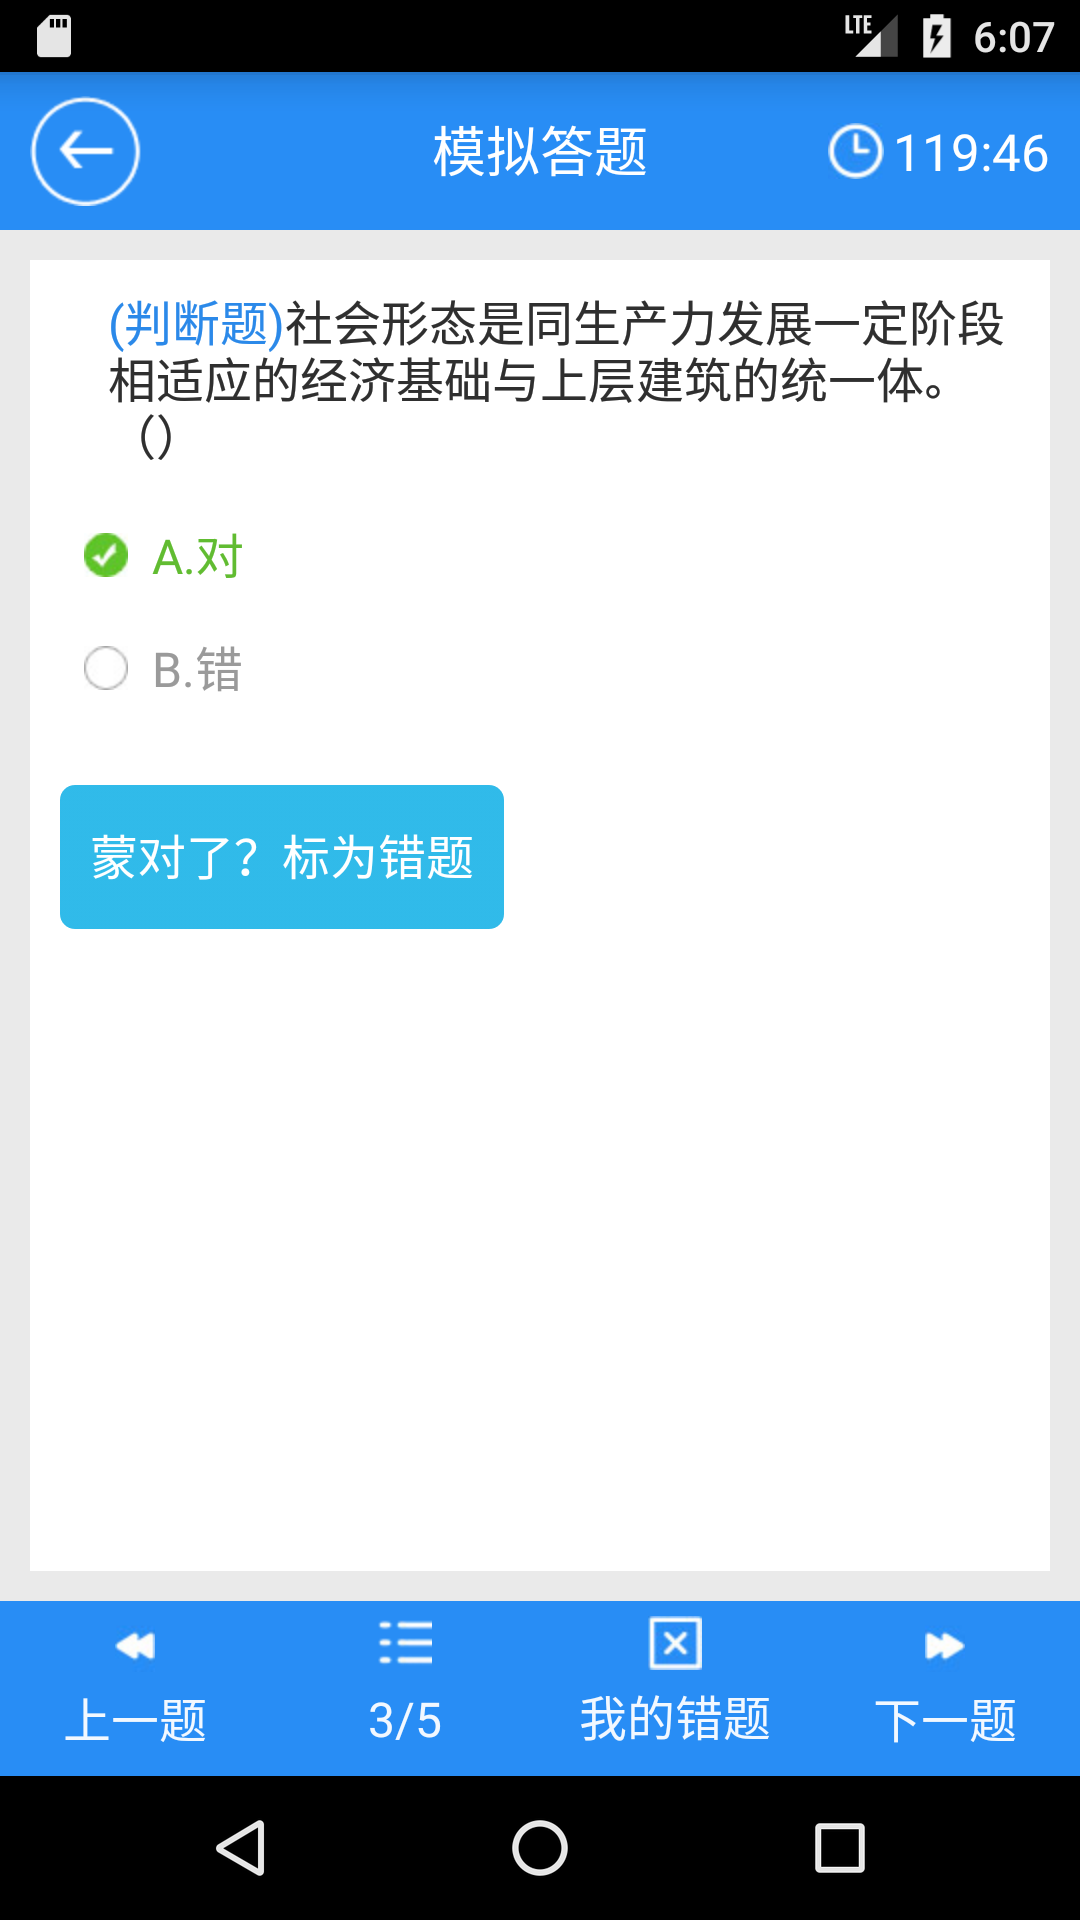 LTE 6:07
模拟答题 119:46
(判断题)社会形态是同生产力发展一定阶段
相适应的经济基础与上层建筑的统一体。
（）
A.对
B.错
蒙对了？标为错题
上一题 3/5 我的错题 下一题